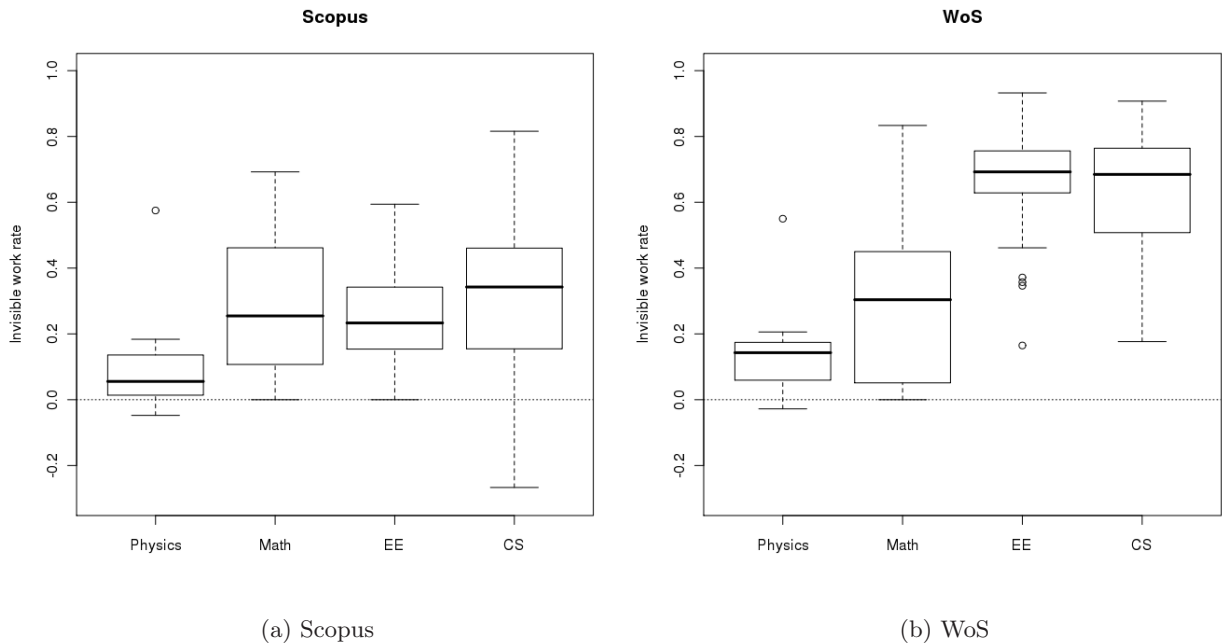 Scopus
Invisible work rate
1.0
0.8
0.6
0.4
0.2
0.0
-0.2
Physics Math EE CS
(a) Scopus
WoS
Invisible work rate
1.0
0.8
0.6
0.4
0.2
0.0
-0.2
Physics Math EE CS
(b) WoS